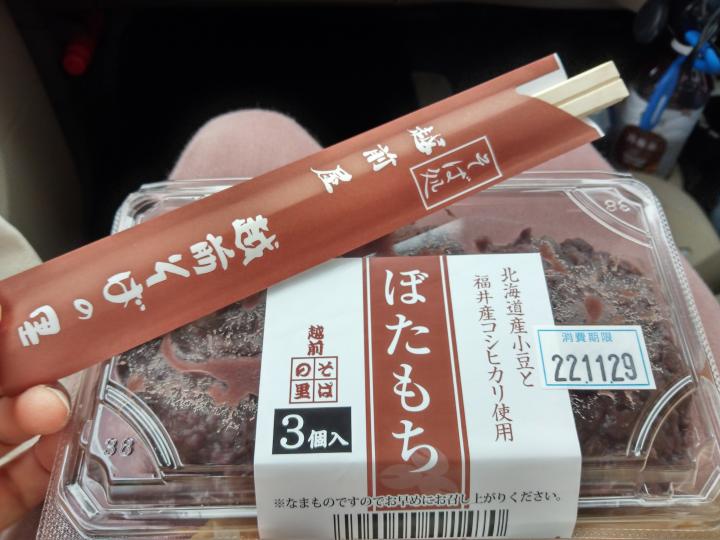 そば処
越前屋
越前そばの里
北海道産小豆と
福井産コシヒカリ使用
ぼたもち
越前
そば
の里
3個入
消費期限
221129
※なまものですのでお早めにお召し上がりください。
88
88